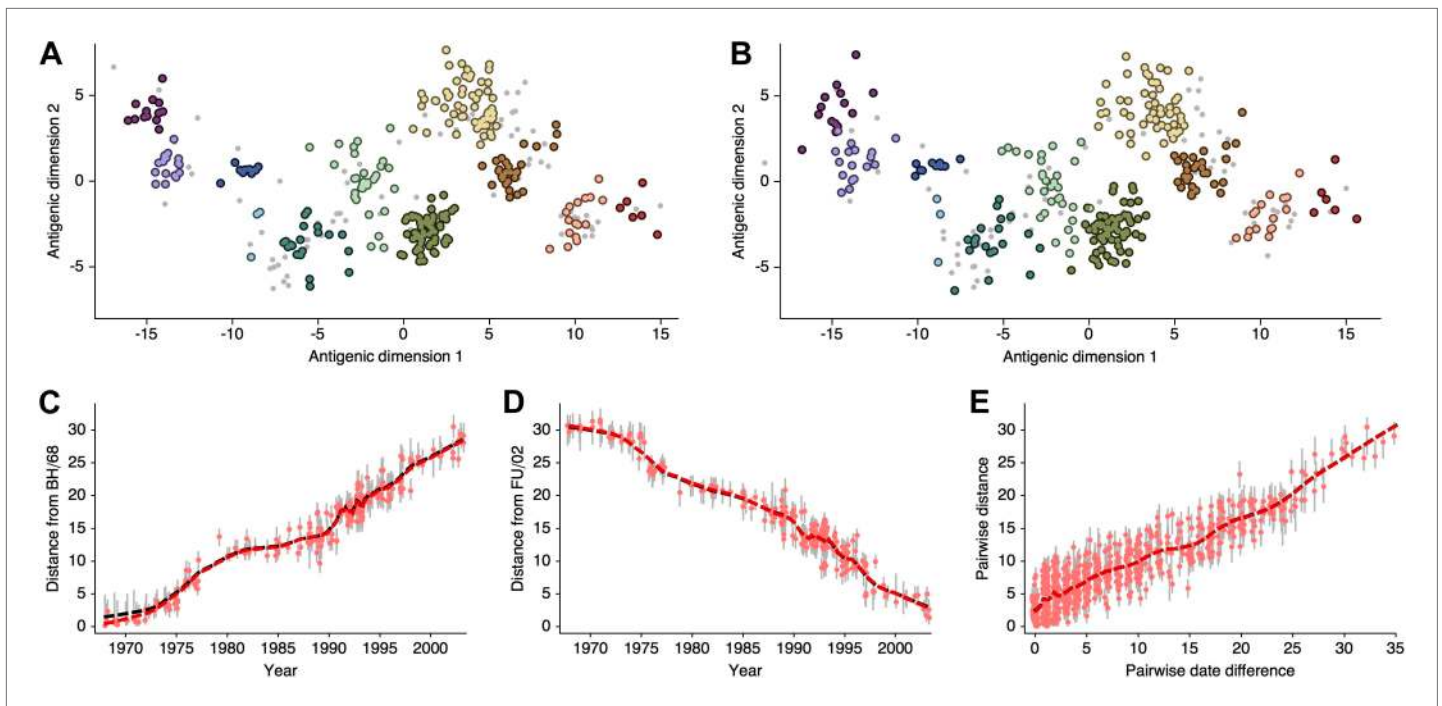 A
B
5
0
-5
Antigenic dimension 2
-15 -10 -5 0 5 10 15
Antigenic dimension 1
5
0
-5
Antigenic dimension 2
-15 -10 -5 0 5 10 15
Antigenic dimension 1
C
D
E
30
25
20
15
10
5
0
Distance from BH/68
1970 1975 1980 1985 1990 1995 2000
Year
30
25
20
15
10
5
0
Distance from FU/02
1970 1975 1980 1985 1990 1995 2000
Year
30
25
20
15
10
5
0
Pairwise distance
0 5 10 15 20 25 30 35
Pairwise date difference